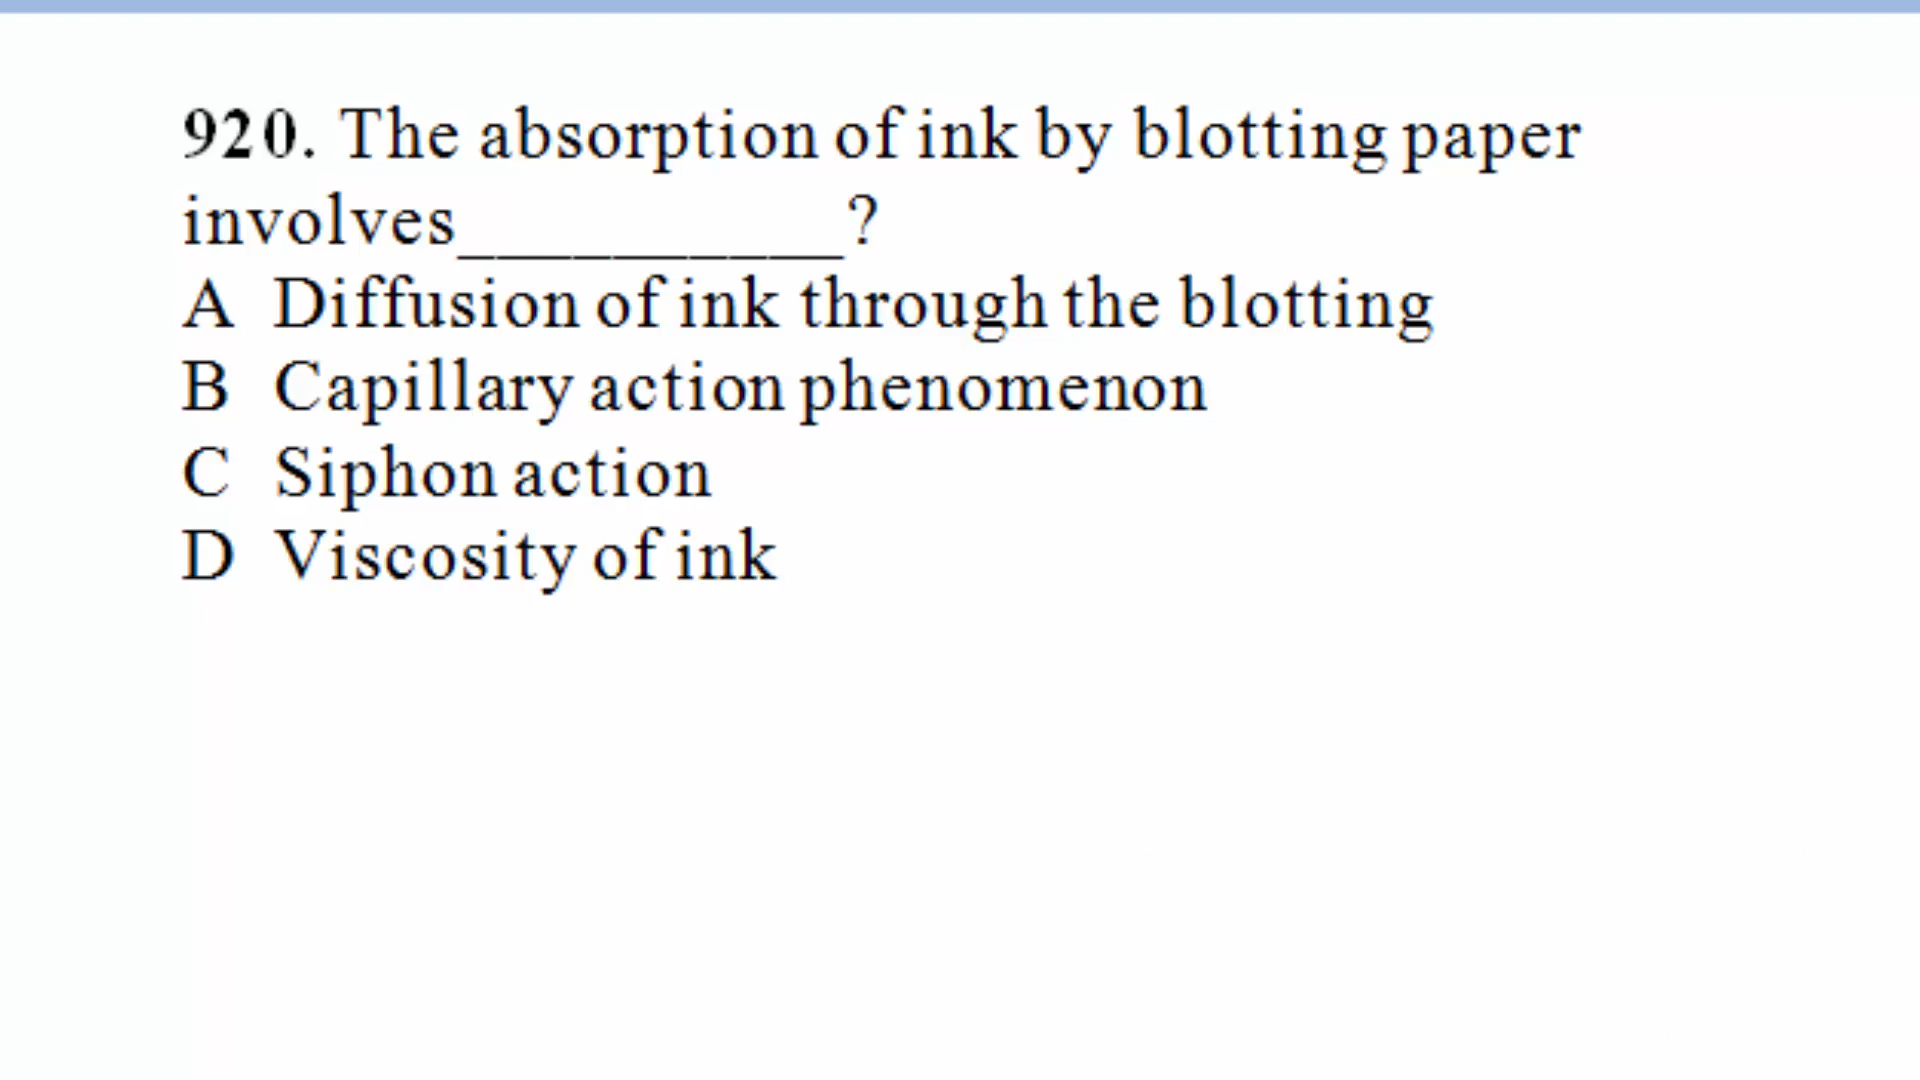 920. The absorption of ink by blotting paper
involves__________?
A Diffusion of ink through the blotting
B Capillary action phenomenon
C Siphon action
D Viscosity of ink